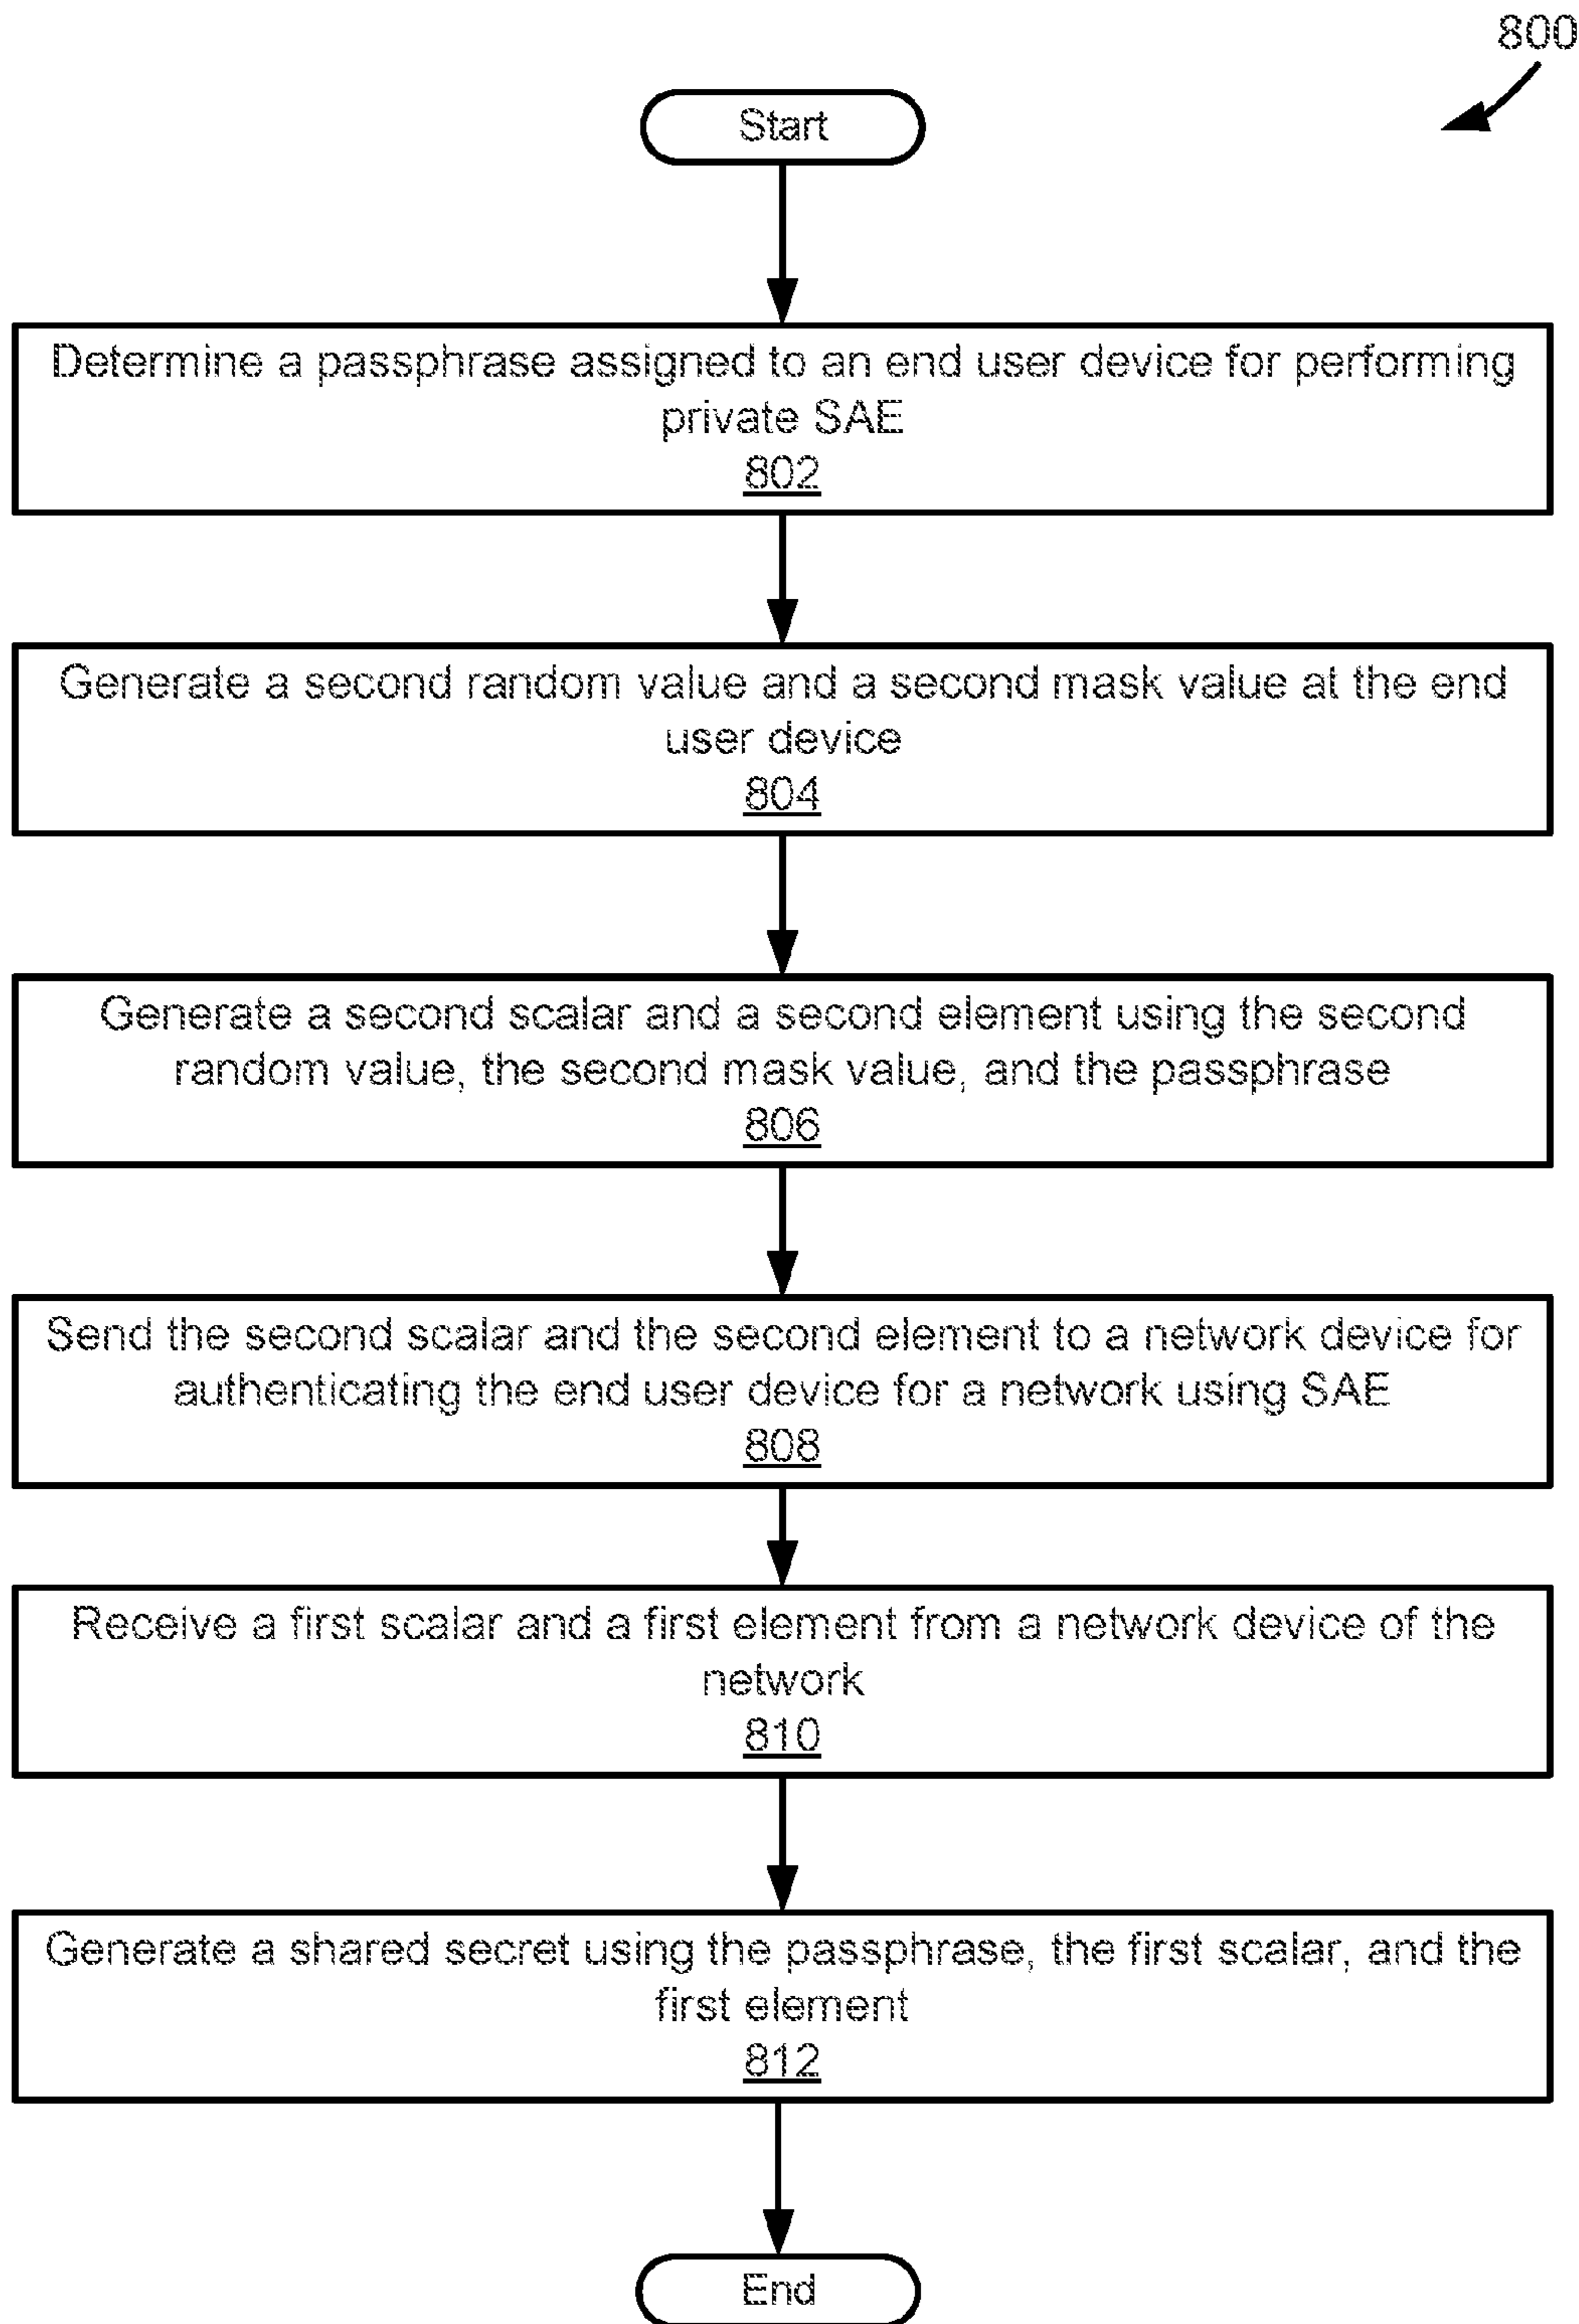 800
Start
Determine a passphrase assigned to an end user device for performing
private SAE
802
Generate a second random value and a second mask value at the end
user device
804
Generate a second scalar and a second element using the second
random value, the second mask value, and the passphrase
806
Send the second scalar and the second element to a network device for
authenticating the end user device for a network using SAE
808
Receive a first scalar and a first element from a network device of the
network
810
Generate a shared secret using the passphrase, the first scalar, and the
first element
812
End